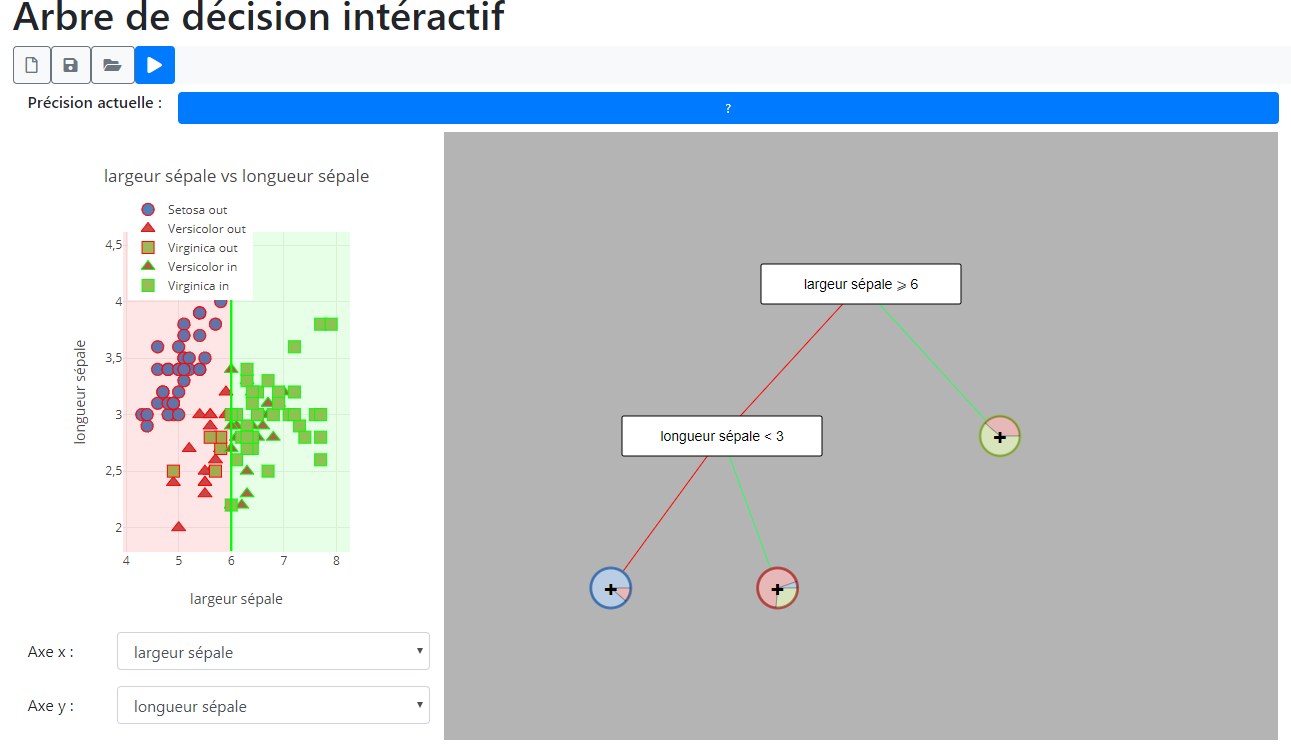 Arbre de décision intéractif
Précision actuelle :
?
largeur sépale vs longueur sépale
Setosa out
Versicolor out
Virginica out
Versicolor in
Virginica in
4,5
4
3,5
3
2,5
2
longueur sépale
4 5 6 7 8
largeur sépale
Axe x :
largeur sépale
Axe y :
longueur sépale
largeur sépale ⩾ 6
longueur sépale < 3
+
+ +